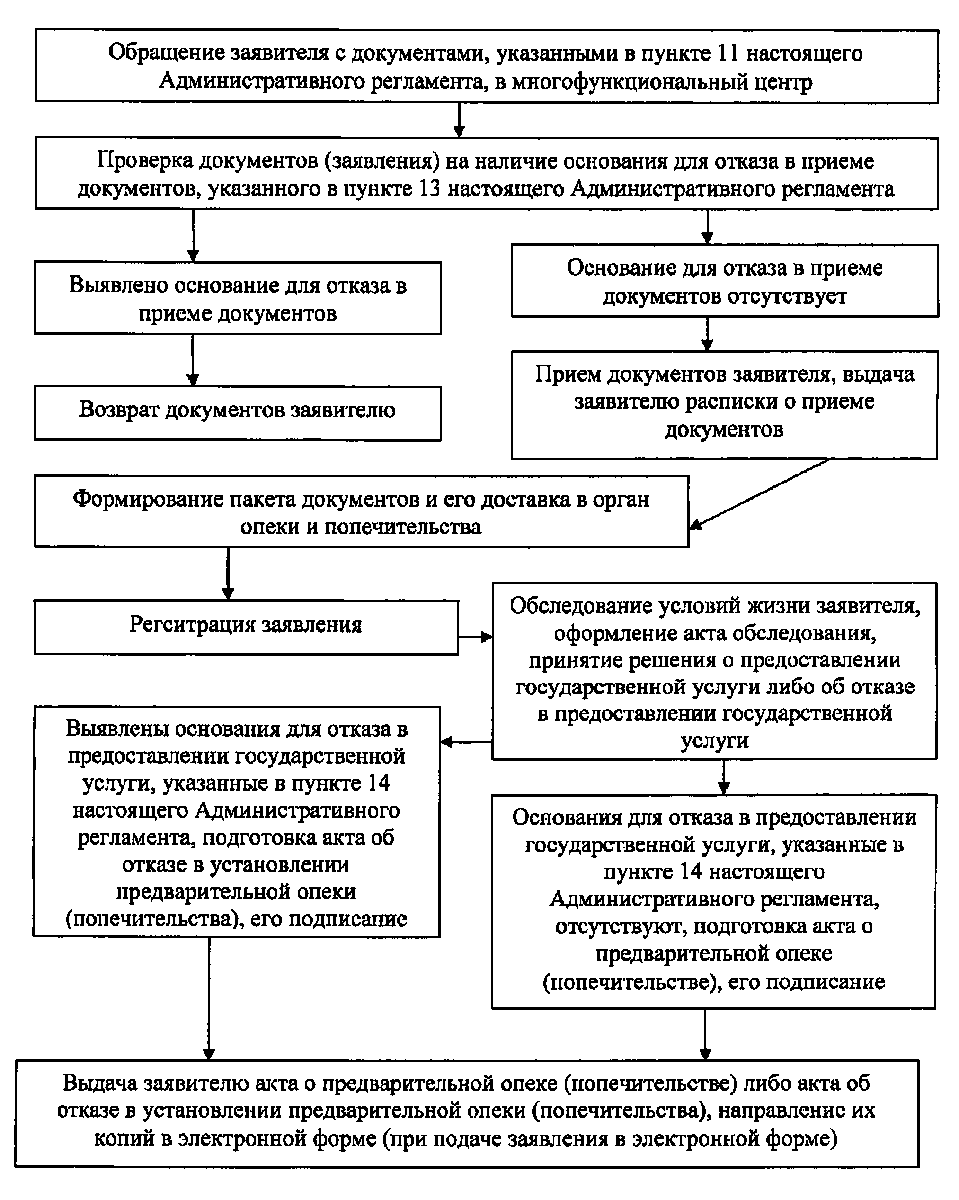 Обращение заявителя с документами, указанными в пункте 11 настоящего
Административного регламента, в многофункциональный центр
Проверка документов (заявления) на наличие основания для отказа в приеме
документов, указанного в пункте 13 настоящего Административного регламента
Выявлено основание для отказа в
приеме документов
Основание для отказа в приеме
документов отсутствует
Возврат документов заявителю
Прием документов заявителя, выдача
заявителю расписки о приеме
документов
Формирование пакета документов и его доставка в орган
опеки и попечительства
Регситрация заявления
Обследование условий жизни заявителя,
оформление акта обследования,
принятие решения о предоставлении
государственной услуги либо об отказе
в предоставлении государственной
услуги
Выявлены основания для отказа в
предоставлении государственной
услуги, указанные в пункте 14
настоящего Административного
регламента, подготовка акта об
отказе в установлении
предварительной опеки
(попечительства), его подписание
Основания для отказа в предоставлении
государственной услуги, указанные в
пункте 14 настоящего
Административного регламента,
отсутствуют, подготовка акта о
предварительной опеке
(попечительстве), его подписание
Выдача заявителю акта о предварительной опеке (попечительстве) либо акта об
отказе в установлении предварительной опеки (попечительства), направление их
копий в электронной форме (при подаче заявления в электронной форме)